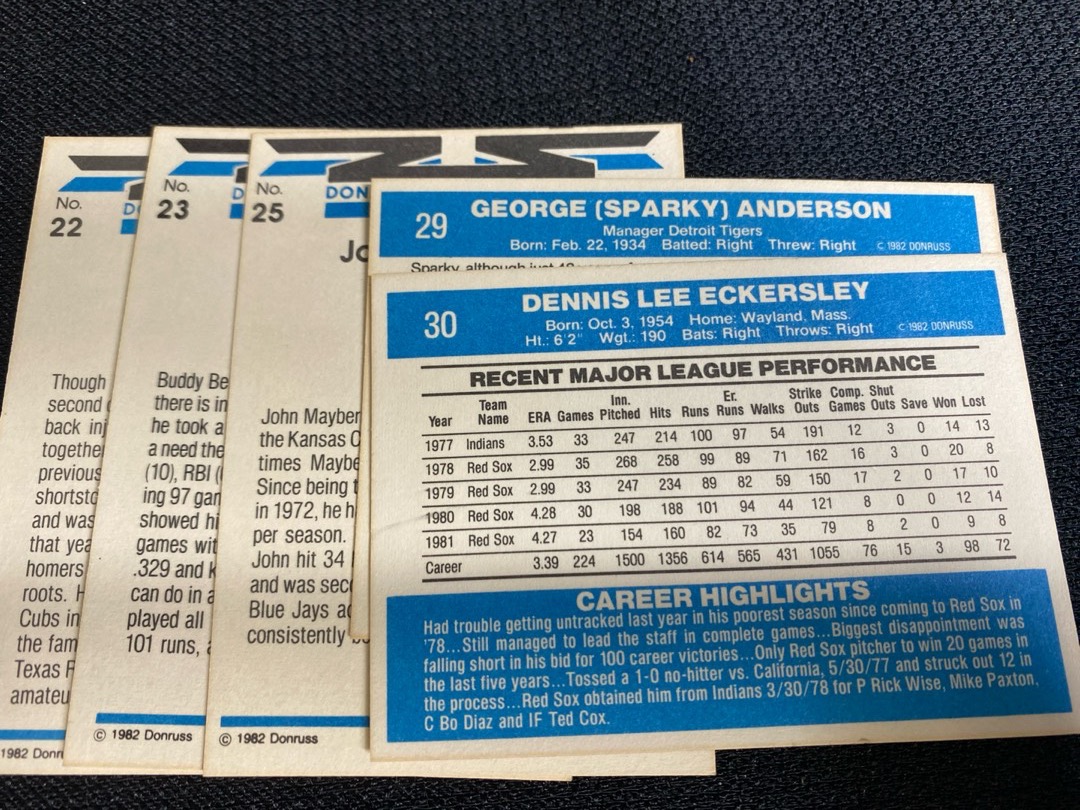 No.
22
Though
second
back inj
togethe
previous
shortsto
and was
that yea
homers
roots. H
Cubs in
the fam
Texas R
amateu
1982 Donr
No.
23
D
Buddy Be
there is in
he took a
a need the
(10), RBI (
ing 97 gar
showed hi
games wit
.329 and k
can do in a
played all
101 runs,
© 1982 Donruss
No.
25
DON
Jo
John Mayber
the Kansas C
times Maybe
Since being t
in 1972, he h
per season.
John hit 34
and was seco
Blue Jays ac
consistently
© 1982 Donruss
29
GEORGE (SPARKY) ANDERSON
Manager Detroit Tigers
Born: Feb. 22, 1934 Batted: Right Threw: Right © 1982 DONRUSS
Sparky, although just
30
DENNIS LEE ECKERSLEY
Born: Oct. 3, 1954 Home: Wayland, Mass.
Ht.: 6'2" Wgt.: 190 Bats: Right Throws: Right © 1982 DONRUSS
RECENT MAJOR LEAGUE PERFORMANCE
Year Team Name ERA Games Inn. Pitched Hits Runs Er. Runs Walks Strike Outs Comp. Games Shut Outs Save Won Lost
1977 Indians 3.53 33 247 214 100 97 54 191 12 3 0 14 13
1978 Red Sox 2.99 35 268 258 99 89 71 162 16 3 0 20 8
1979 Red Sox 2.99 33 247 234 89 82 59 150 17 2 0 17 10
1980 Red Sox 4.28 30 198 188 101 94 44 121 8 0 0 12 14
1981 Red Sox 4.27 23 154 160 82 73 35 79 8 2 0 9 8
Career 3.39 224 1500 1356 614 565 431 1055 76 15 3 98 72
CAREER HIGHLIGHTS
Had trouble getting untracked last year in his poorest season since coming to Red Sox in
'78...Still managed to lead the staff in complete games...Biggest disappointment was
falling short in his bid for 100 career victories...Only Red Sox pitcher to win 20 games in
the last five years...Tossed a 1-0 no-hitter vs. California, 5/30/77 and struck out 12 in
the process...Red Sox obtained him from Indians 3/30/78 for P Rick Wise, Mike Paxton,
C Bo Diaz and IF Ted Cox.